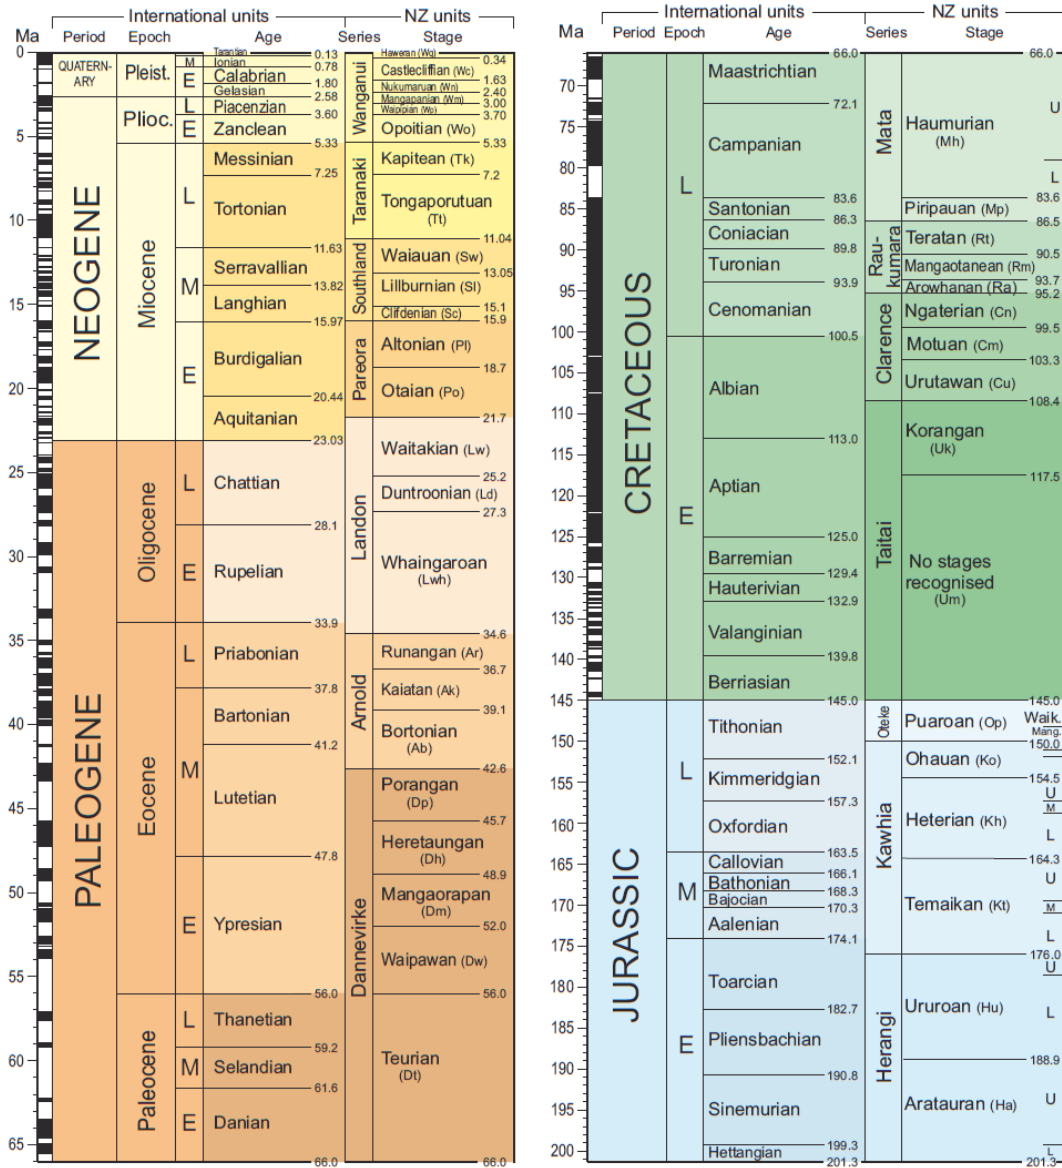 International units
NZ units
Ma
Period
Epoch
Age
Series
Stage
0
5
10
15
20
25
30
35
40
45
50
55
60
65
QUATERN-
ARY
NEOGENE
PALEOGENE
Pleist.
Plioc.
Miocene
Oligocene
Eocene
Paleocene
M
E
L
E
L
M
E
L
E
L
M
E
L
M
E
Tarantian
0.13
Ionian
0.78
Calabrian
1.80
Gelasian
2.58
Piacenzian
3.60
Zanclean
5.33
Messinian
7.25
Tortonian
11.63
Serravallian
13.82
Langhian
15.97
Burdigalian
20.44
Aquitanian
23.03
Chattian
28.1
Rupelian
33.9
Priabonian
37.8
Bartonian
41.2
Lutetian
47.8
Ypresian
56.0
Thanetian
59.2
Selandian
61.6
Danian
66.0
Wanganui
Taranaki
Southland
Pareora
Landon
Arnold
Dannevirke
Haweran (Wq)
0.34
Castlecliffian (Wc)
1.63
Nukumaruan (Wn)
2.40
Mangapanian (Wm)
3.00
Waipipian (Wp)
3.70
Opoitian (Wo)
5.33
Kapitean (Tk)
7.2
Tongaporutuan
(Tt)
11.04
Waiauan (Sw)
13.05
Lillburnian (Sl)
15.1
Clifdenian (Sc)
15.9
Altonian (Pl)
18.7
Otaian (Po)
21.7
Waitakian (Lw)
25.2
Duntroonian (Ld)
27.3
Whaingaroan
(Lwh)
34.6
Runangan (Ar)
36.7
Kaiatan (Ak)
39.1
Bortonian
(Ab)
42.6
Porangan
(Dp)
45.7
Heretaungan
(Dh)
48.9
Mangaorapan
(Dm)
52.0
Waipawan (Dw)
56.0
Teurian
(Dt)
66.0
International units
NZ units
Ma
Period
Epoch
Age
Series
Stage
70
75
80
85
90
95
100
105
110
115
120
125
130
135
140
145
150
155
160
165
170
175
180
185
190
195
200
CRETACEOUS
JURASSIC
L
E
L
M
E
66.0
Maastrichtian
72.1
Campanian
83.6
Santonian
86.3
Coniacian
89.8
Turonian
93.9
Cenomanian
100.5
Albian
113.0
Aptian
125.0
Barremian
129.4
Hauterivian
132.9
Valanginian
139.8
Berriasian
145.0
Tithonian
152.1
Kimmeridgian
157.3
Oxfordian
163.5
Callovian
166.1
Bathonian
168.3
Bajocian
170.3
Aalenian
174.1
Toarcian
182.7
Pliensbachian
190.8
Sinemurian
199.3
Hettangian
201.3
Mata
Rau-
kumara
Clarence
Taitai
Oteke
Kawhia
Herangi
66.0
U
Haumurian
(Mh)
L
83.6
Piripauan (Mp)
86.5
Teratan (Rt)
90.5
Mangaotanean (Rm)
93.7
Arowhanan (Ra)
95.2
Ngaterian (Cn)
99.5
Motuan (Cm)
103.3
Urutawan (Cu)
108.4
Korangan
(Uk)
117.5
No stages
recognised
(Um)
145.0
Puaroan (Op)
Waik.
Mang.
150.0
Ohauan (Ko)
154.5
U
M
Heterian (Kh)
L
164.3
U
Temaikan (Kt)
M
L
176.0
U
Ururoan (Hu)
L
188.9
Aratauran (Ha)
U
L
201.3